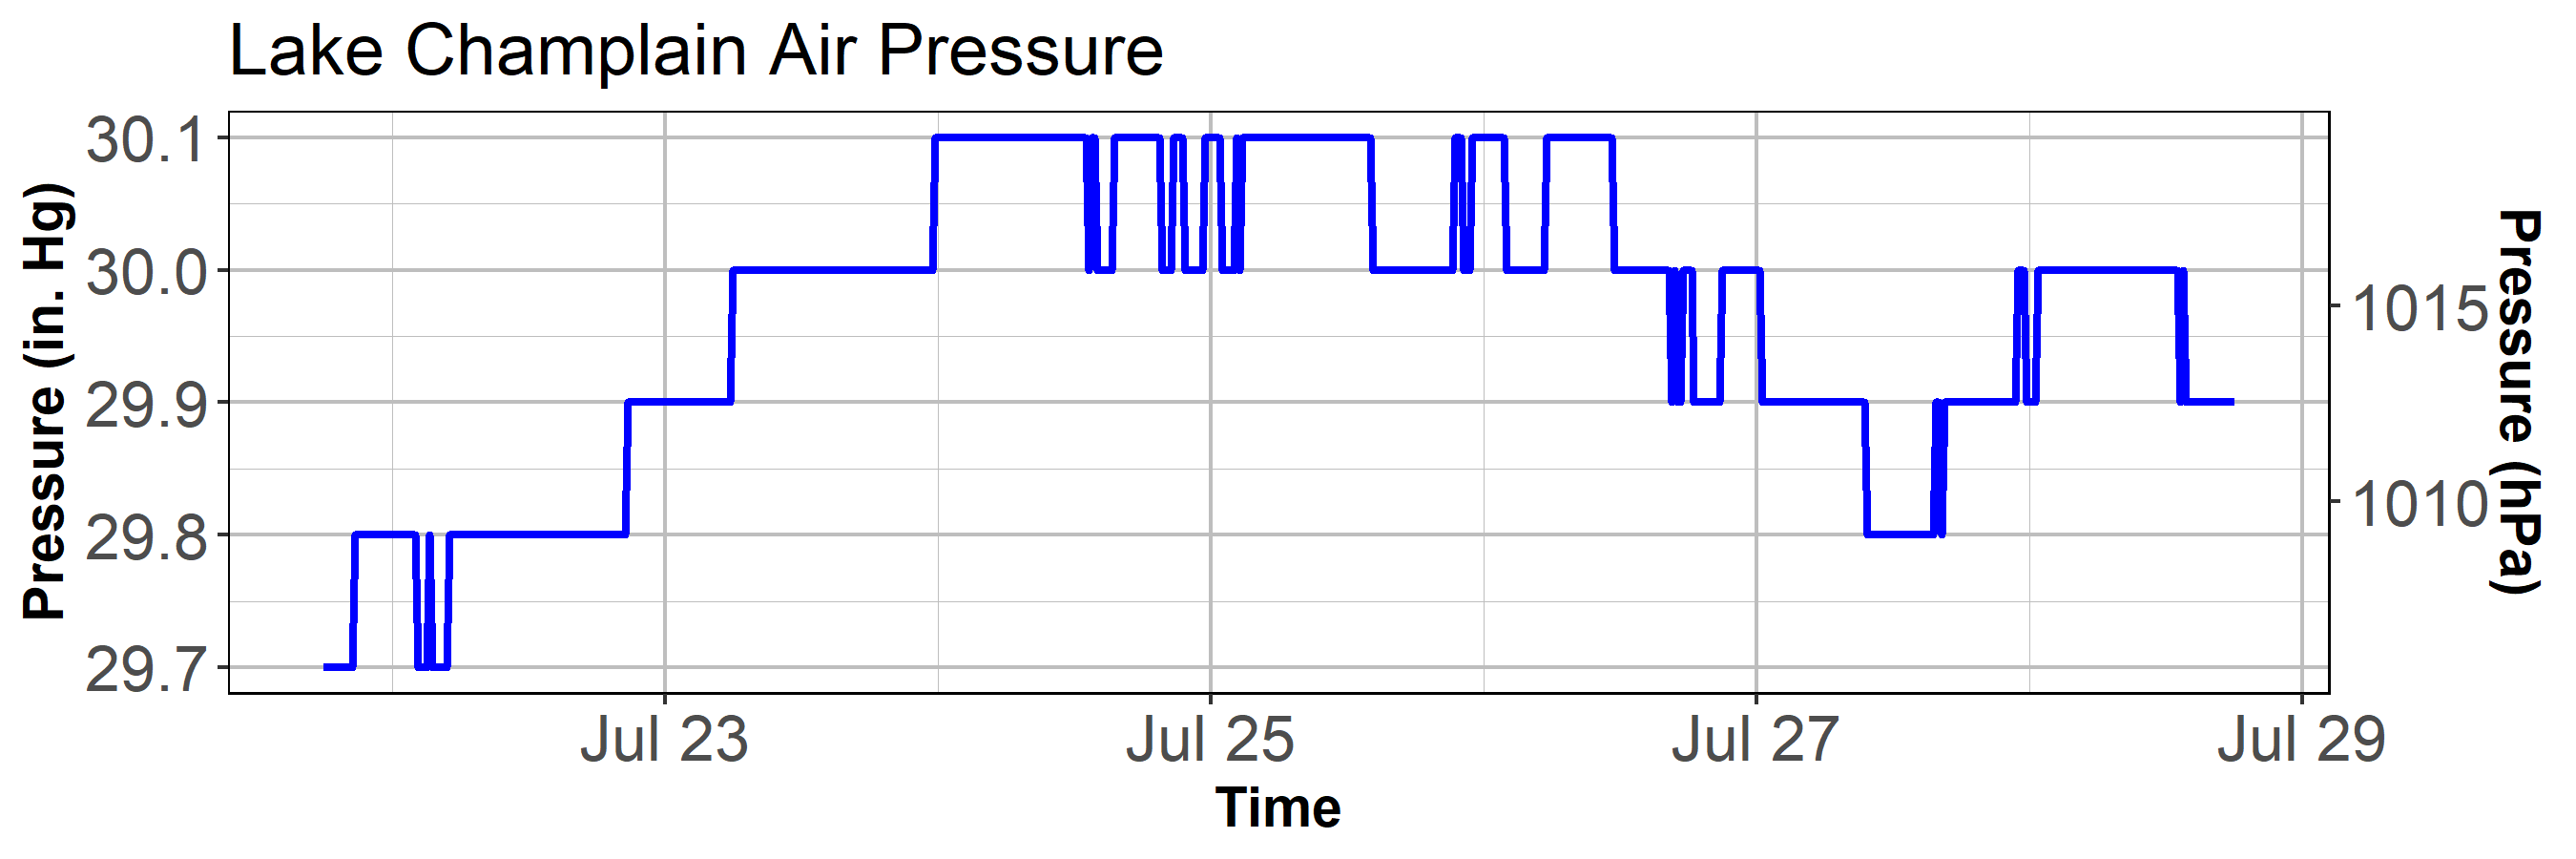 Lake Champlain Air Pressure
Pressure (in. Hg)
30.1
30.0
29.9
29.8
29.7
1015
1010
Pressure (hPa)
Jul 23
Jul 25
Jul 27
Jul 29
Time